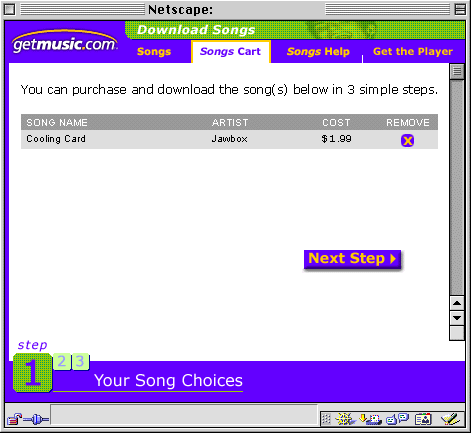 Netscape:
getmusic.com
Download Songs
Songs Songs Cart Songs Help Get the Player
You can purchase and download the song(s) below in 3 simple steps.
SONG NAME ARTIST COST REMOVE
Cooling Card Jawbox $1.99 X
Next Step
step
1 2 3
Your Song Choices